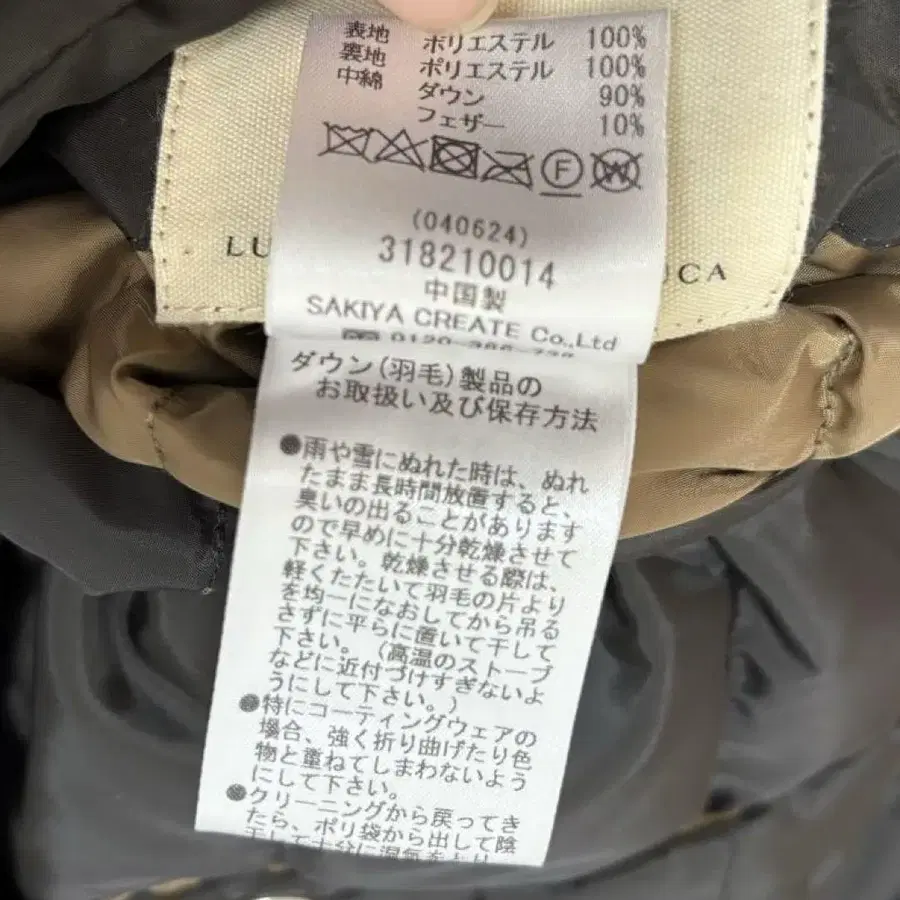 表地 ポリエステル 100%
裏地 ポリエステル 100%
中綿 ダウン 90%
フェザー 10%
F W
(040624)
318210014
中国製
SAKIYA CREATE Co.,Ltd
LU UCA
ダウン(羽毛)製品の
お取扱い及び保存方法
●雨や雪にぬれた時は、ぬれ
たまま長時間放置すると、
臭いの出ることがあります
ので早めに十分乾燥させて
下さい。乾燥させる際は、
軽くたたいて羽毛の片より
を均一になおしてから吊る
さずに平らに置いて干して
下さい。(高温のストーブ
などに近付づけすぎないよ
うにして下さい。)
●特にコーティングウェアの
場合、強く折り曲げたり色
物と重ねてしまわないよう
にして下さい。
●クリーニングから戻ってき
たら、ポリ袋から出して陰